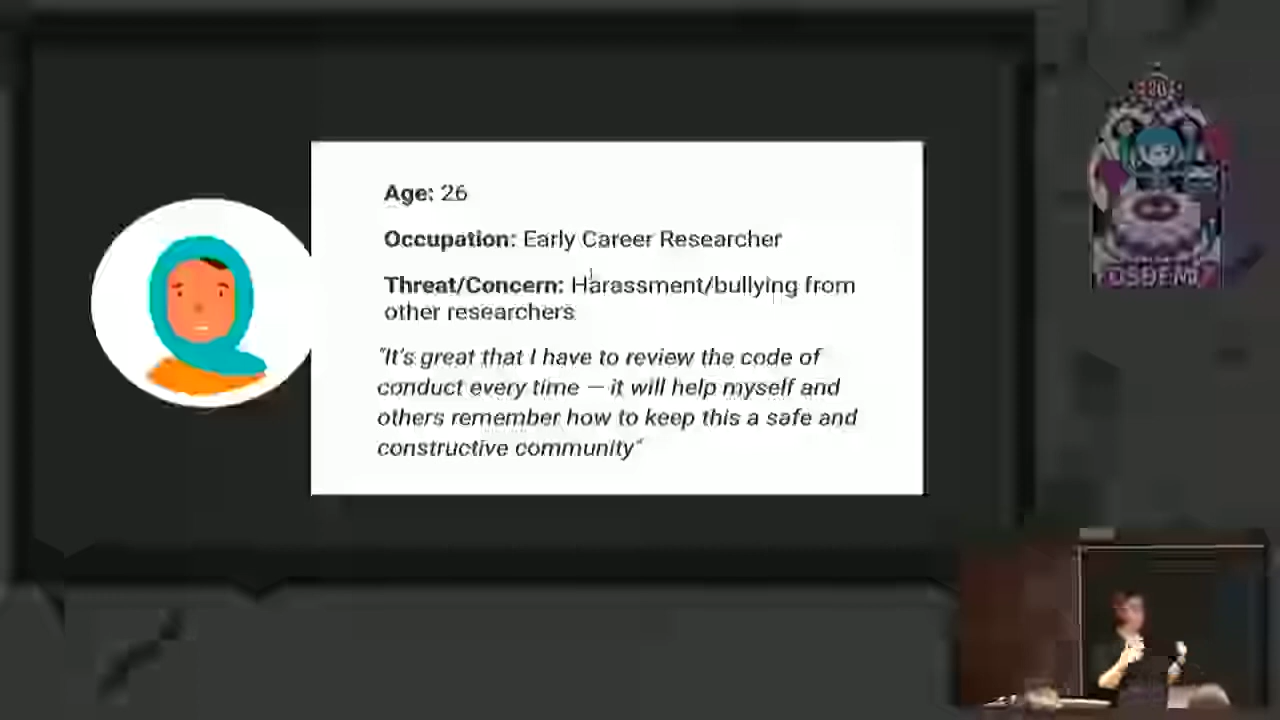 Age: 26
Occupation: Early Career Researcher
Threat/Concern: Harassment/bullying from
other researchers
"It's great that I have to review the code of
conduct every time — it will help myself and
others remember how to keep this a safe and
constructive community"
FOSDEM